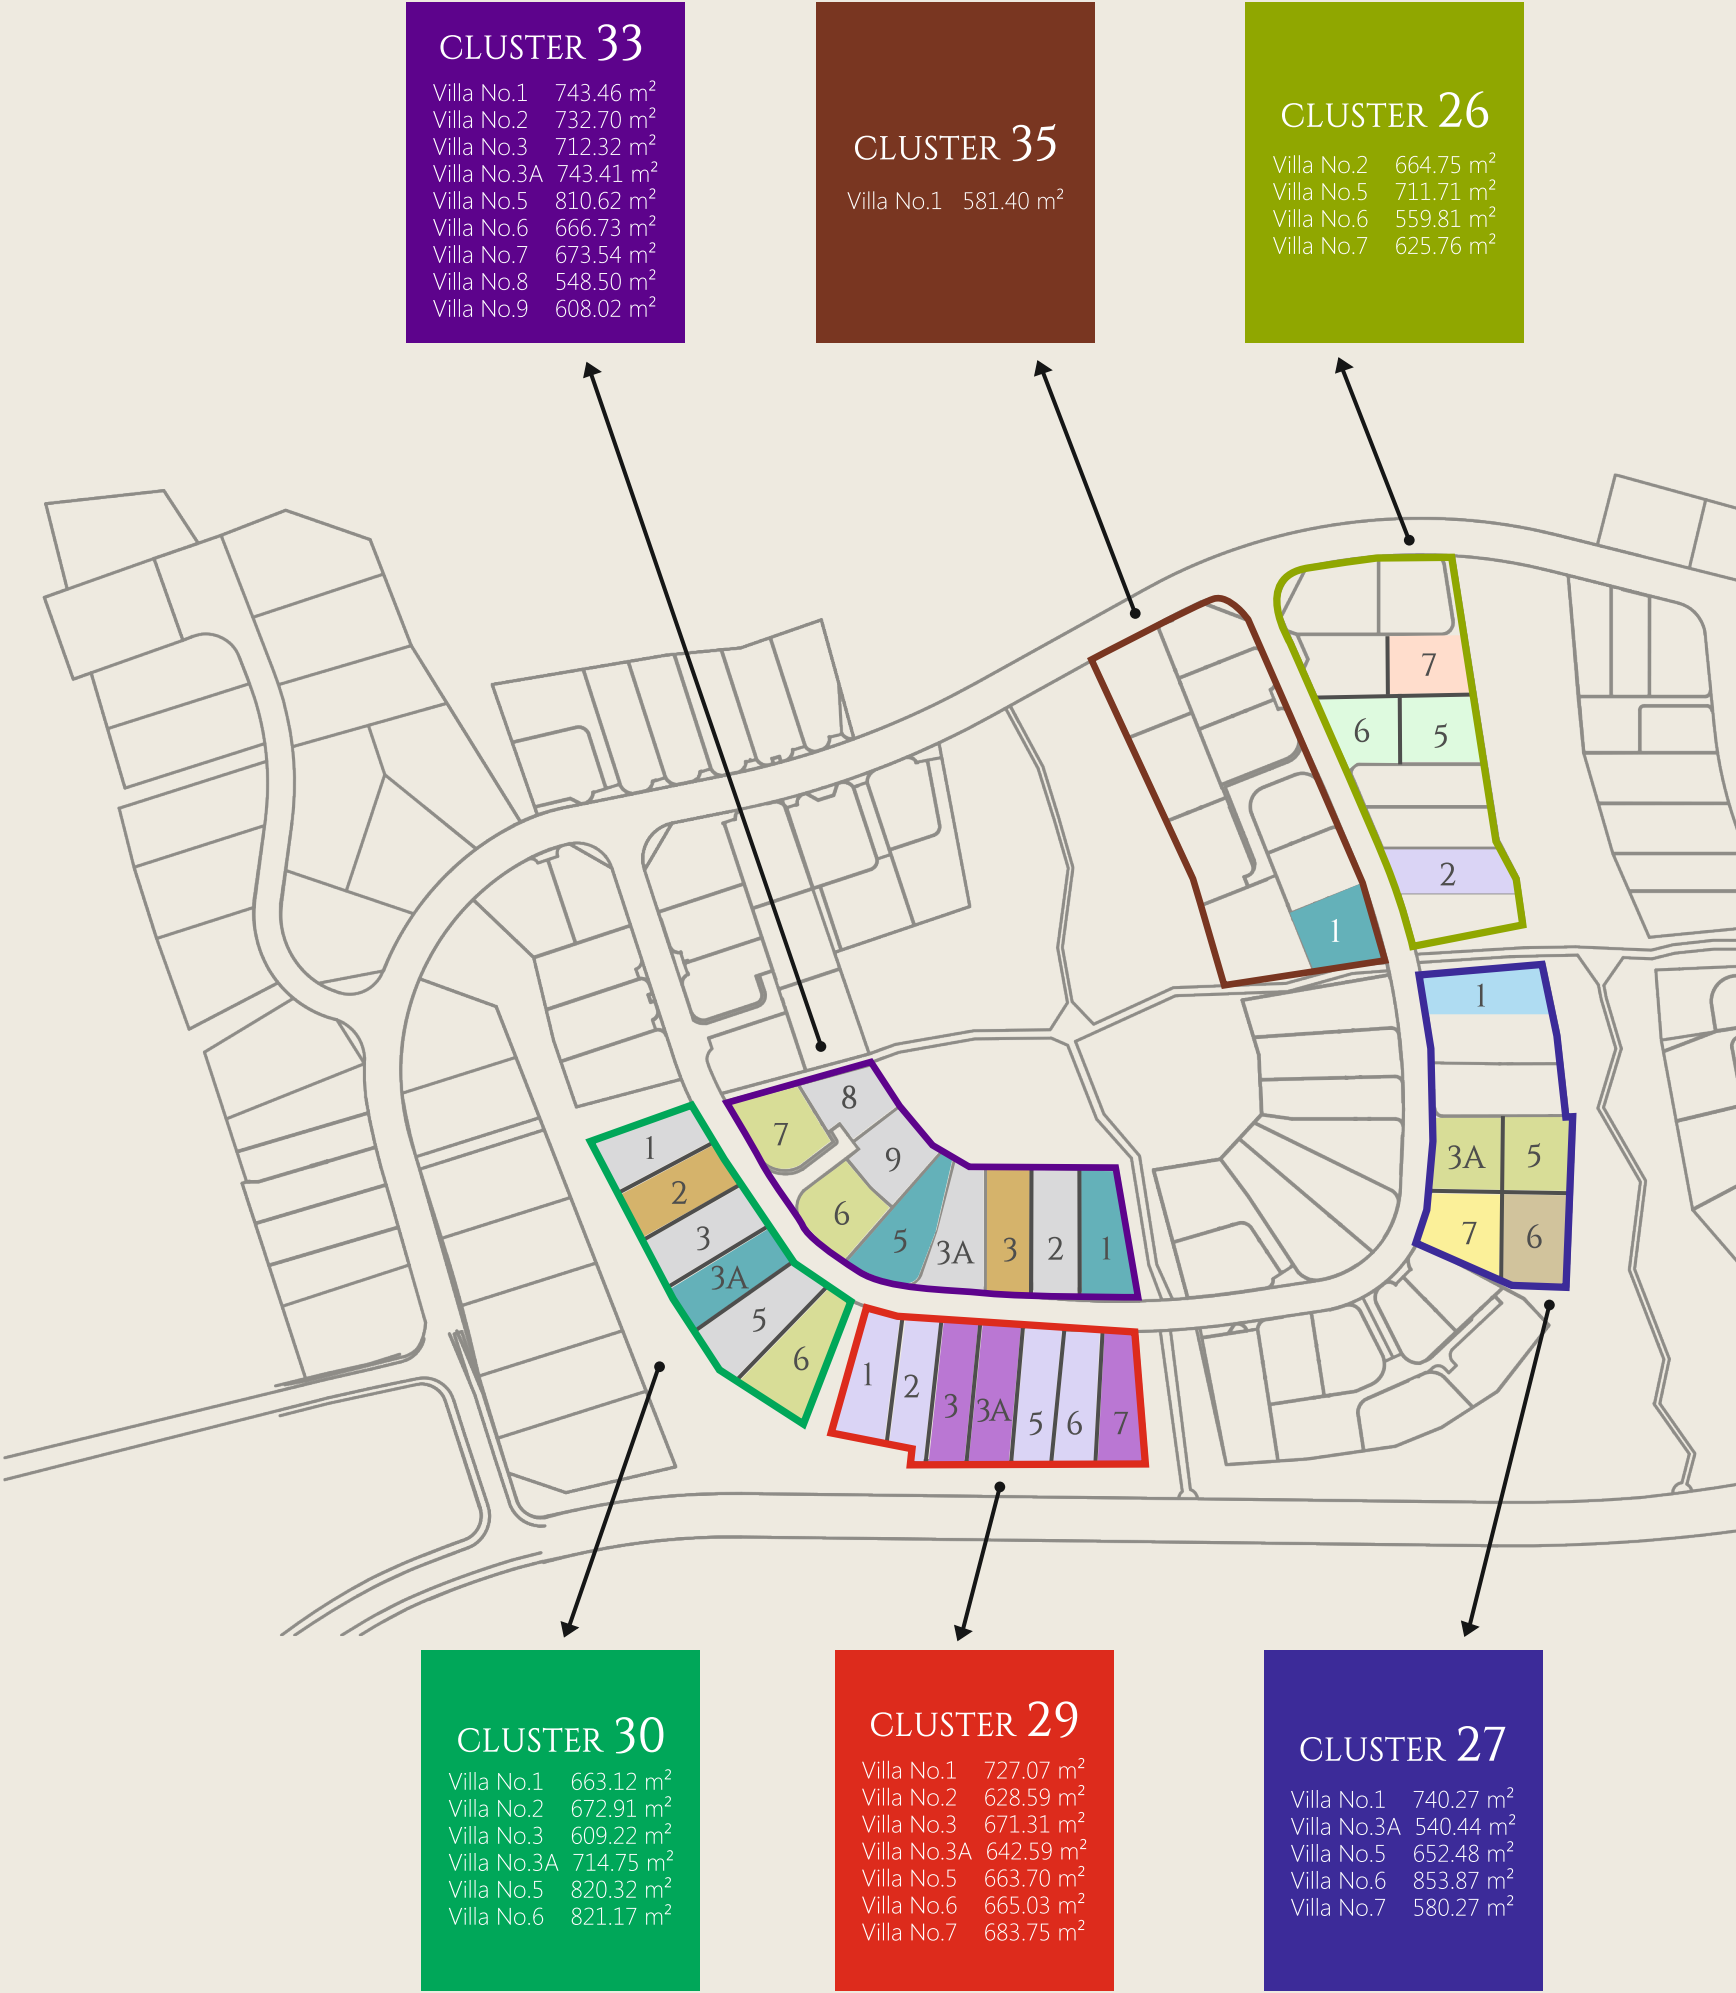 CLUSTER 33
Villa No.1 743.46 m²
Villa No.2 732.70 m²
Villa No.3 712.32 m²
Villa No.3A 743.41 m²
Villa No.5 810.62 m²
Villa No.6 666.73 m²
Villa No.7 673.54 m²
Villa No.8 548.50 m²
Villa No.9 608.02 m²
CLUSTER 35
Villa No.1 581.40 m²
CLUSTER 26
Villa No.2 664.75 m²
Villa No.5 711.71 m²
Villa No.6 559.81 m²
Villa No.7 625.76 m²
7
6 5
2
1
1
3A 5
7 6
8
7
9
6
5 3A 3 2 1
1
2
3
3A
5
6
1 2 3 3A 5 6 7
CLUSTER 30
Villa No.1 663.12 m²
Villa No.2 672.91 m²
Villa No.3 609.22 m²
Villa No.3A 714.75 m²
Villa No.5 820.32 m²
Villa No.6 821.17 m²
CLUSTER 29
Villa No.1 727.07 m²
Villa No.2 628.59 m²
Villa No.3 671.31 m²
Villa No.3A 642.59 m²
Villa No.5 663.70 m²
Villa No.6 665.03 m²
Villa No.7 683.75 m²
CLUSTER 27
Villa No.1 740.27 m²
Villa No.3A 540.44 m²
Villa No.5 652.48 m²
Villa No.6 853.87 m²
Villa No.7 580.27 m²